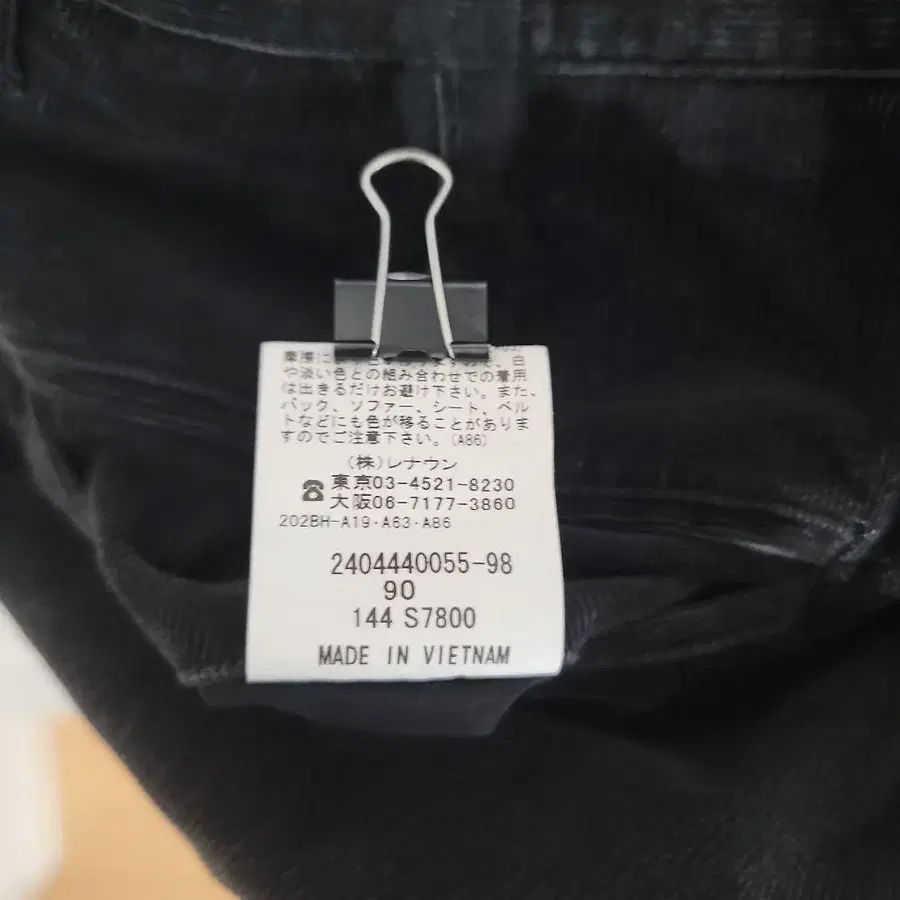 や淡い色との組み合わせでの着用
は出きるだけお避け下さい。また、
バック、ソファー、シート、ベル
トなどにも色が移ることがありま
すのでご注意下さい。(A86)
(株)レナウン
☎東京03-4521-8230
大阪06-7177-3860
202BH-A19・A63・A86
2404440055-98
90
144 S7800
MADE IN VIETNAM